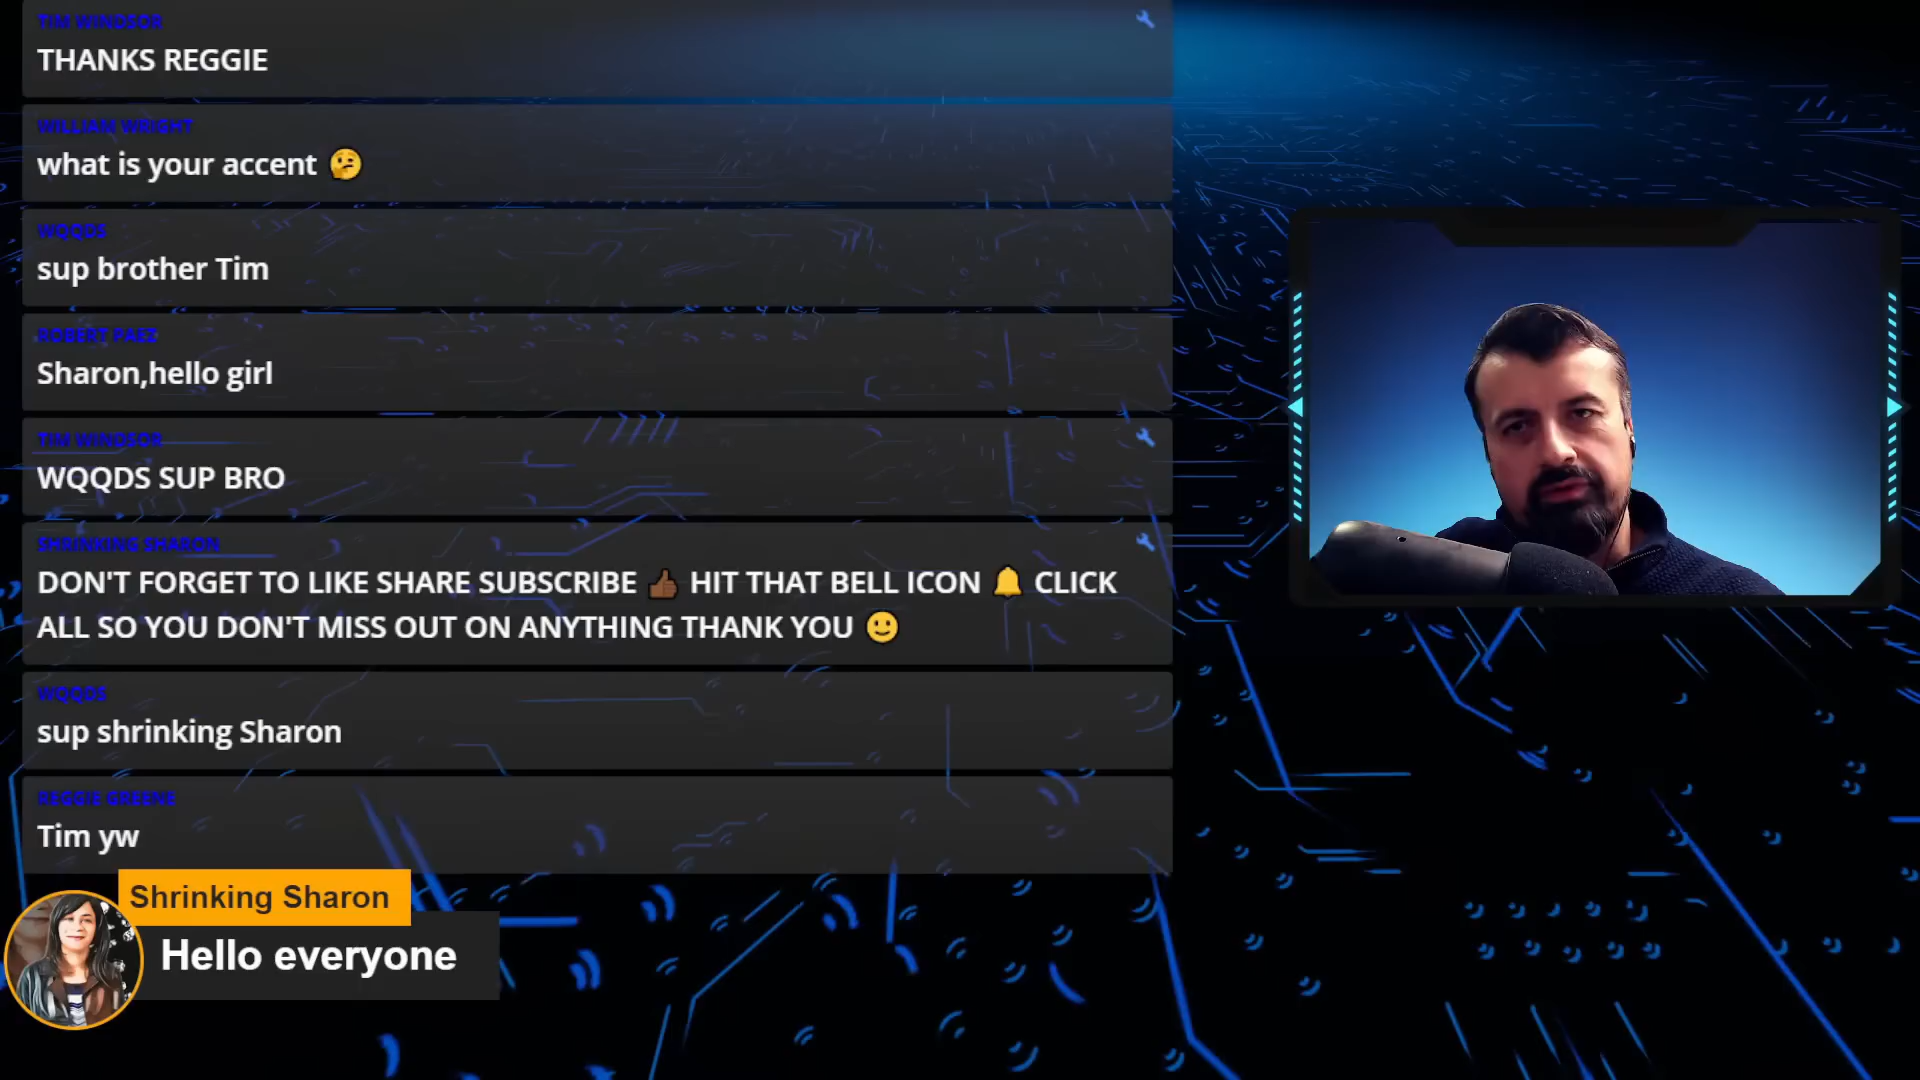 TIM WINDSOR
THANKS REGGIE
WILLIAM WRIGHT
what is your accent 🤔
WQQDS
sup brother Tim
ROBERT PAEZ
Sharon,hello girl
TIM WINDSOR
WQQDS SUP BRO
SHRINKING SHARON
DON'T FORGET TO LIKE SHARE SUBSCRIBE 👍🏾 HIT THAT BELL ICON 🔔 CLICK
ALL SO YOU DON'T MISS OUT ON ANYTHING THANK YOU 🙂
WQQDS
sup shrinking Sharon
REGGIE GREENE
Tim yw
Shrinking Sharon
Hello everyone